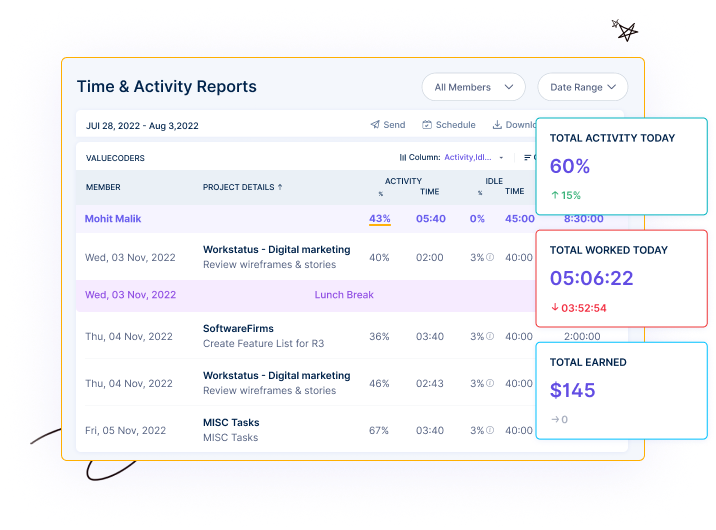 Time & Activity Reports
All Members
Date Range
JUl 28, 2022 - Aug 3,2022
Send
Schedule
TOTAL ACTIVITY TODAY
60%
↑ 15%
VALUECODERS
Column: Activity,Idl...
MEMBER
PROJECT DETAILS ↑
ACTIVITY
% TIME
IDLE
% TIME
Mohit Malik 43% 05:40 0% 45:00 8:30:00
Wed, 03 Nov, 2022
Workstatus - Digital marketing
Review wireframes & stories
40% 02:00 3% 40:00
TOTAL WORKED TODAY
05:06:22
↓ 03:52:54
Wed, 03 Nov, 2022 Lunch Break
Thu, 04 Nov, 2022
SoftwareFirms
Create Feature List for R3
36% 03:40 3% 40:00 2:00:00
Thu, 04 Nov, 2022
Workstatus - Digital marketing
Review wireframes & stories
46% 02:43 3% 40:00
TOTAL EARNED
$145
→ 0
Fri, 05 Nov, 2022
MISC Tasks
MISC Tasks
67% 03:40 3% 40:00